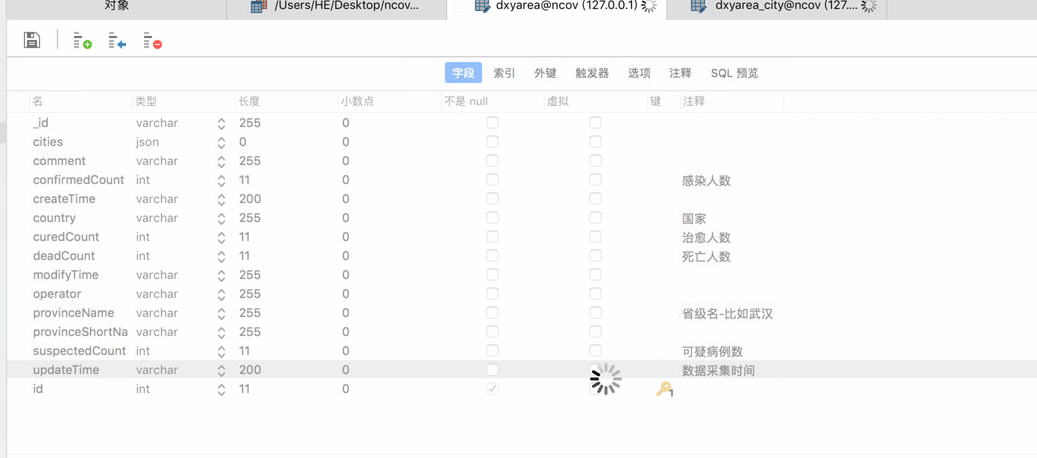 对象 /Users/HE/Desktop/ncov... dxyarea@ncov (127.0.0.1) dxyarea_city@ncov (127....
字段 索引 外键 触发器 选项 注释 SQL 预览
名 类型 长度 小数点 不是 null 虚拟 键 注释
_id varchar 255 0
cities json 0 0
comment varchar 255 0
confirmedCount int 11 0 感染人数
createTime varchar 200 0
country varchar 255 0 国家
curedCount int 11 0 治愈人数
deadCount int 11 0 死亡人数
modifyTime varchar 255 0
operator varchar 255 0
provinceName varchar 255 0 省级名-比如武汉
provinceShortNa varchar 255 0
suspectedCount int 11 0 可疑病例数
updateTime varchar 200 0 数据采集时间
id int 11 0 1